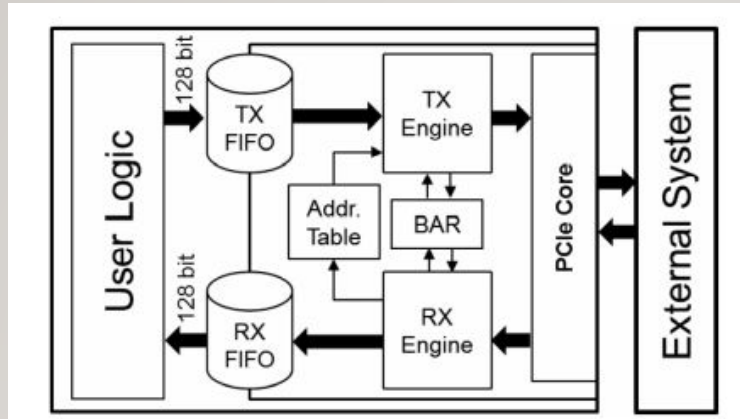 User Logic
128 bit
TX
FIFO
TX
Engine
Addr.
Table
BAR
PCIe Core
External System
128 bit
RX
FIFO
RX
Engine